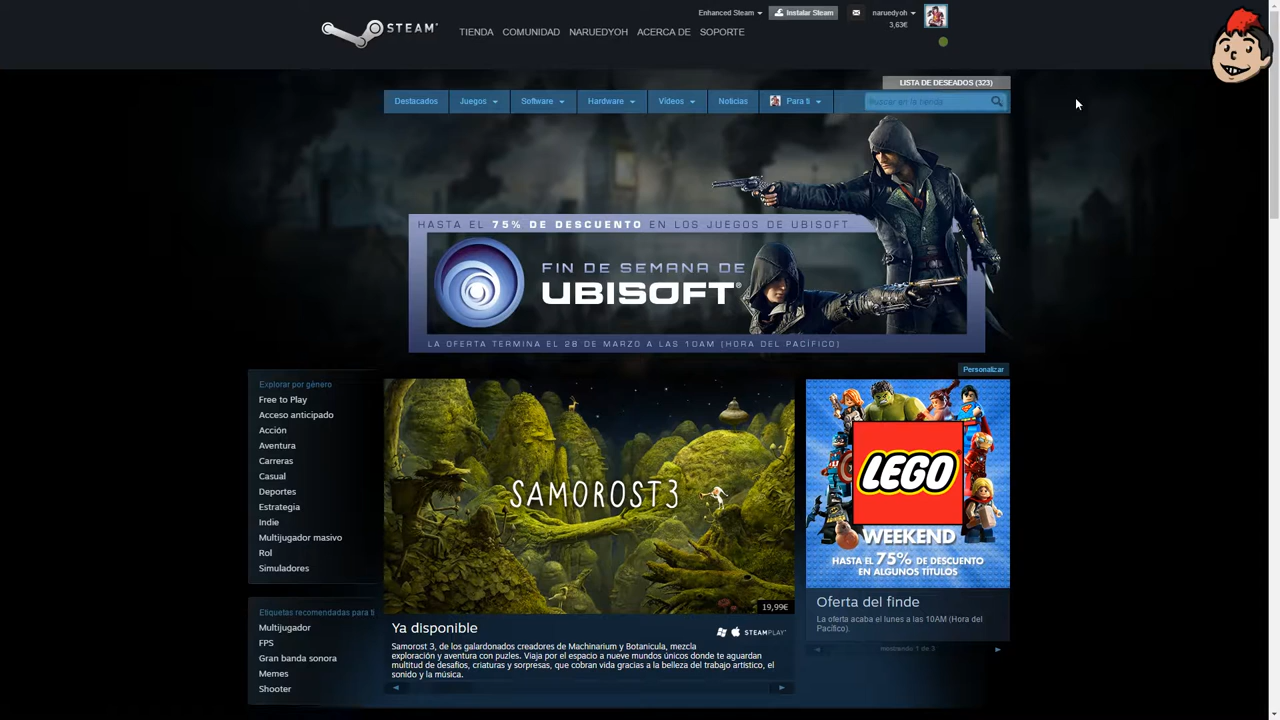 STEAM
Enhanced Steam
Instalar Steam
naruedyoh
3,63€
TIENDA COMUNIDAD NARUEDYOH ACERCA DE SOPORTE
LISTA DE DESEADOS (323)
Destacados Juegos Software Hardware Vídeos Noticias Para ti
Buscar en la tienda
HASTA EL 75% DE DESCUENTO EN LOS JUEGOS DE UBISOFT
FIN DE SEMANA DE
UBISOFT®
LA OFERTA TERMINA EL 28 DE MARZO A LAS 10AM (HORA DEL PACÍFICO)
Personalizar
Explorar por género
Free to Play
Acceso anticipado
Acción
Aventura
Carreras
Casual
Deportes
Estrategia
Indie
Multijugador masivo
Rol
Simuladores
Etiquetas recomendadas para ti
Multijugador
FPS
Gran banda sonora
Memes
Shooter
SAMOROST3
19,99€
Ya disponible
STEAMPLAY
Samorost 3, de los galardonados creadores de Machinarium y Botanicula, mezcla
exploración y aventura con puzles. Viaja por el espacio a nueve mundos únicos donde te aguardan
multitud de desafíos, criaturas y sorpresas, que cobran vida gracias a la belleza del trabajo artístico, el
sonido y la música.
LEGO
WEEKEND
HASTA EL 75% DE DESCUENTO
EN ALGUNOS TÍTULOS
Oferta del finde
La oferta acaba el lunes a las 10AM (Hora del
Pacífico).
mostrando 1 de 3